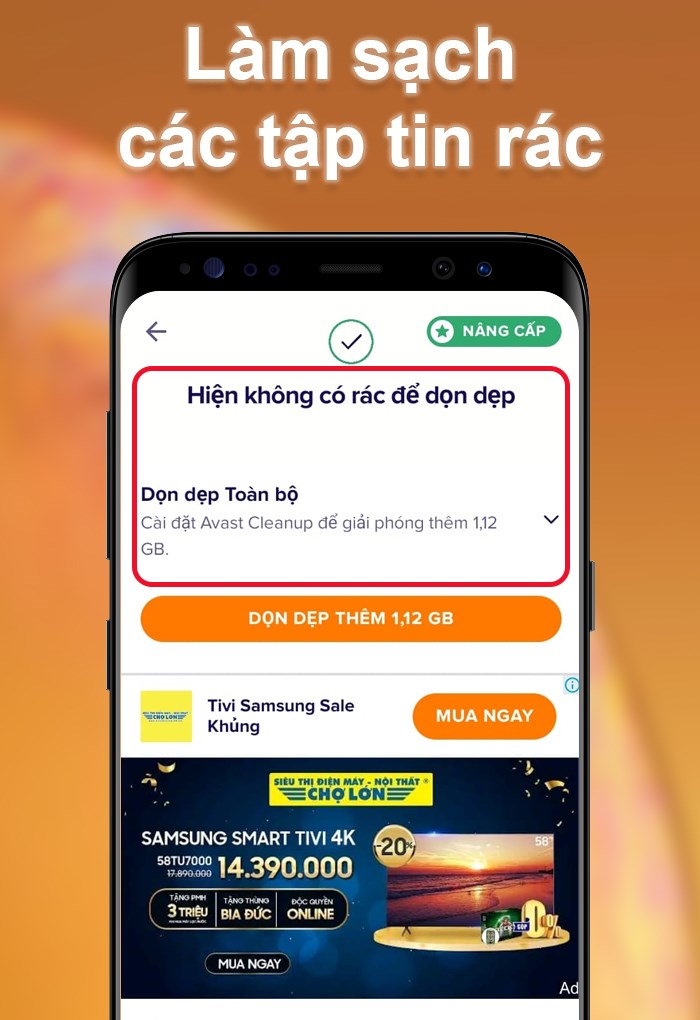 Làm sạch
các tập tin rác
NÂNG CẤP
Hiện không có rác để dọn dẹp
Dọn dẹp Toàn bộ
Cài đặt Avast Cleanup để giải phóng thêm 1,12
GB.
DỌN DẸP THÊM 1,12 GB
Tivi Samsung Sale
Khủng
MUA NGAY
SIÊU THỊ ĐIỆN MÁY - NỘI THẤT ®
CHỢ LỚN
SAMSUNG SMART TIVI 4K
58TU7000
17.890.000
14.390.000
-20%
58"
TẶNG PMH
3 TRIỆU
TẶNG THÙNG
BIA ĐỨC
ĐỘC QUYỀN
ONLINE
GÓP
0%
MUA NGAY
Ad